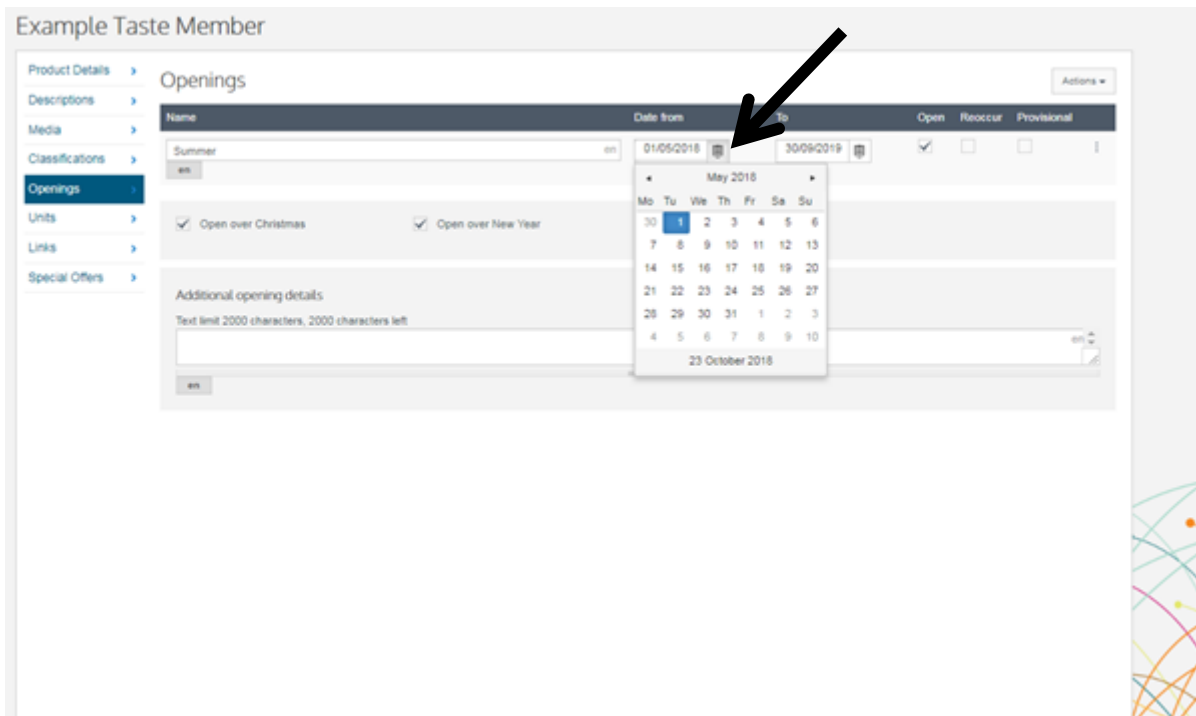 Example Taste Member
Product Details
Descriptions
Media
Classifications
Openings
Units
Links
Special Offers
Openings
Actions
Name Date from To Open Reoccur Provisional
Summer en 01/05/2018 30/09/2019
en
May 2018
Mo Tu We Th Fr Sa Su
30 1 2 3 4 5 6
7 8 9 10 11 12 13
14 15 16 17 18 19 20
21 22 23 24 25 26 27
28 29 30 31 1 2 3
4 5 6 7 8 9 10
23 October 2018
Open over Christmas Open over New Year
Additional opening details
Text limit 2000 characters, 2000 characters left
en
en